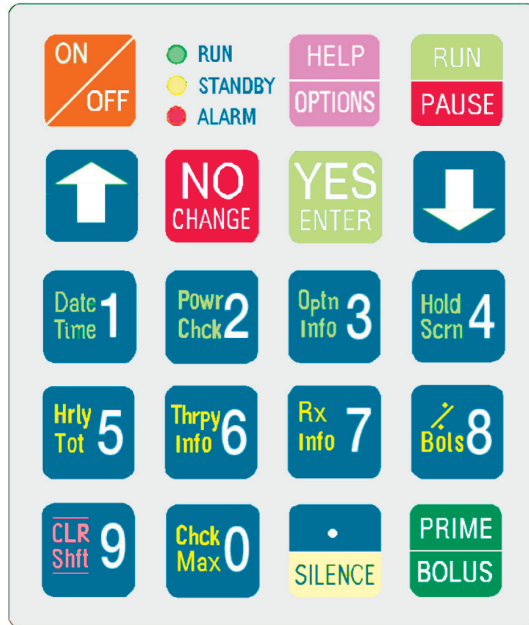 ON
OFF
RUN
STANDBY
ALARM
HELP
OPTIONS
RUN
PAUSE
NO
CHANGE
YES
ENTER
Date
Time
1
Powr
Chck
2
Optn
Info
3
Hold
Scrn
4
Hrly
Tot
5
Thrpy
Info
6
Rx
Info
7
Bols
8
CLR
Shft
9
Chck
Max
0
.
SILENCE
PRIME
BOLUS